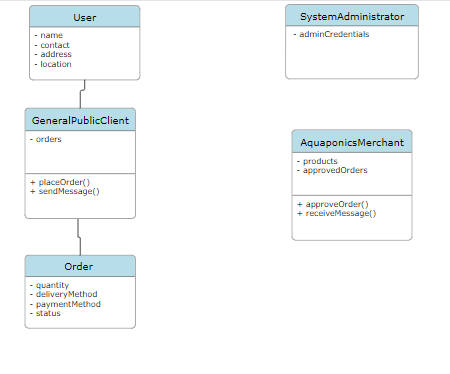 User
- name
- contact
- address
- location
SystemAdministrator
- adminCredentials
GeneralPublicClient
- orders
+ placeOrder()
+ sendMessage()
AquaponicsMerchant
- products
- approvedOrders
+ approveOrder()
+ receiveMessage()
Order
- quantity
- deliveryMethod
- paymentMethod
- status